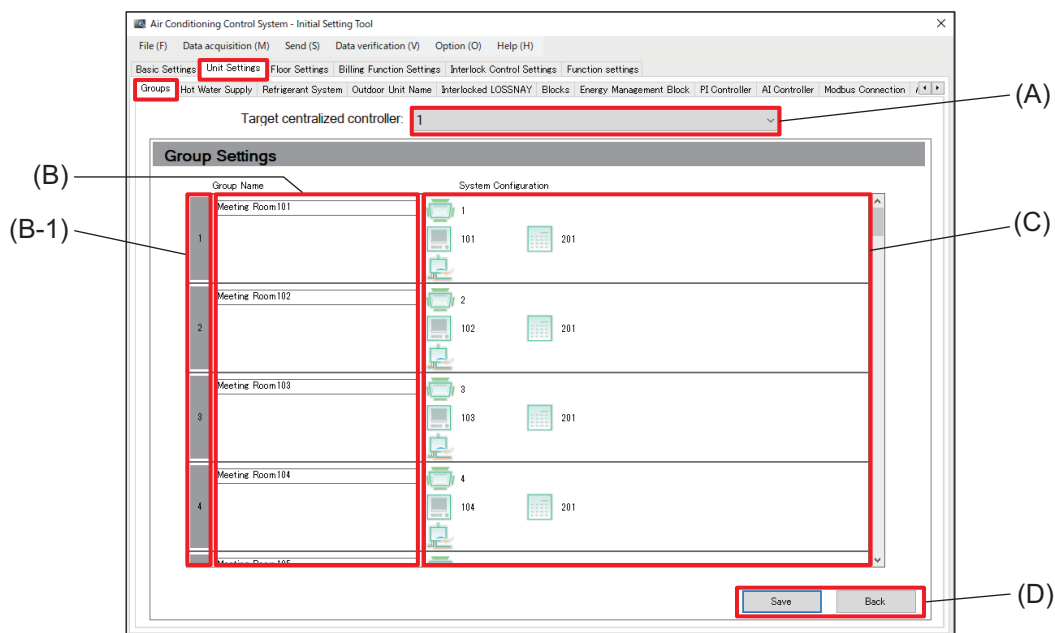 Air Conditioning Control System - Initial Setting Tool
File (F) Data acquisition (M) Send (S) Data verification (V) Option (O) Help (H)
Basic Settings Unit Settings Floor Settings Billing Function Settings Interlock Control Settings Function settings
Groups Hot Water Supply Refrigerant System Outdoor Unit Name Interlocked LOSSNAY Blocks Energy Management Block PI Controller AI Controller Modbus Connection
(A)
Target centralized controller: 1
Group Settings
(B)
Group Name System Configuration
(B-1)
(C)
Meeting Room101 1
1 101 201
Meeting Room102 2
2 102 201
Meeting Room103 3
3 103 201
Meeting Room104 4
4 104 201
Meeting Room105
Save Back
(D)